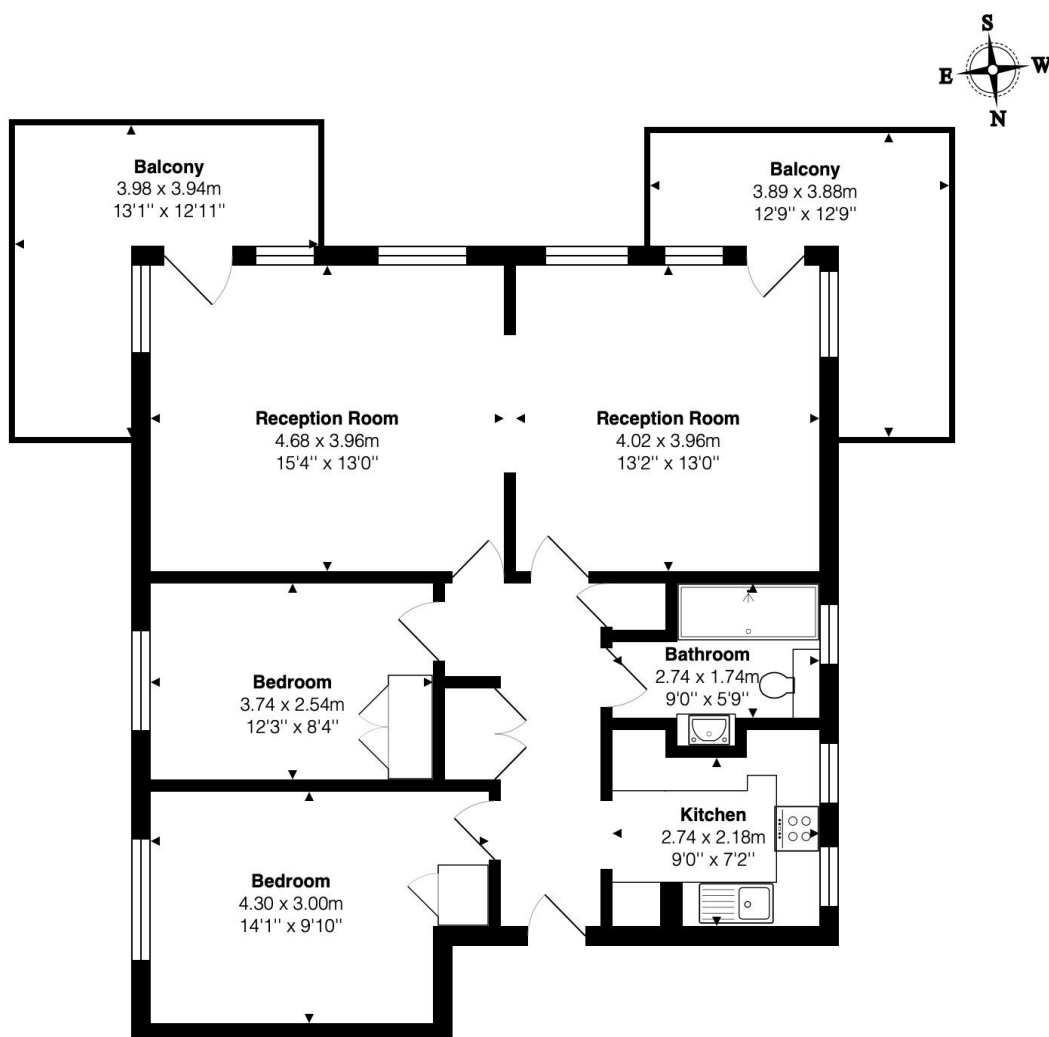 S
E
W
N
Balcony
3.98 x 3.94m
13'1'' x 12'11''
Balcony
3.89 x 3.88m
12'9'' x 12'9''
Reception Room
4.68 x 3.96m
15'4'' x 13'0''
Reception Room
4.02 x 3.96m
13'2'' x 13'0''
Bedroom
3.74 x 2.54m
12'3'' x 8'4''
Bathroom
2.74 x 1.74m
9'0'' x 5'9''
Kitchen
2.74 x 2.18m
9'0'' x 7'2''
Bedroom
4.30 x 3.00m
14'1'' x 9'10''